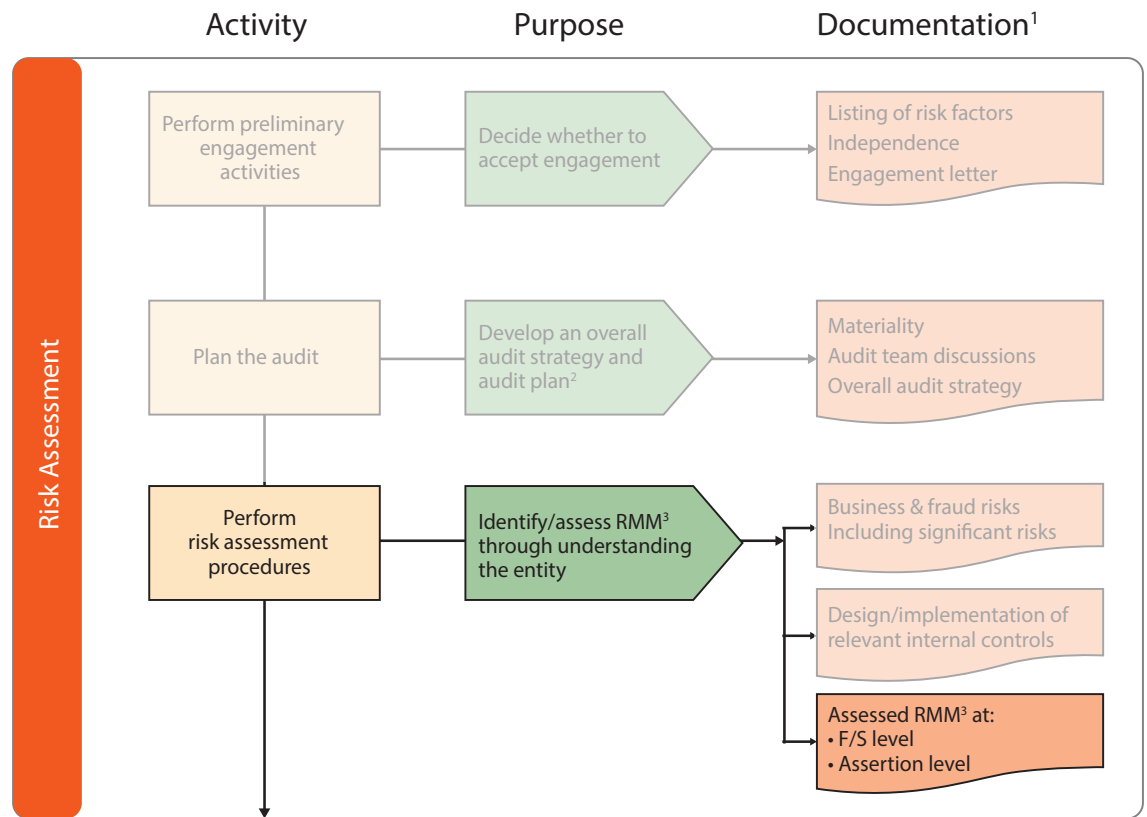 Activity
Purpose
Documentation¹
Risk Assessment
Perform preliminary
engagement
activities
Decide whether to
accept engagement
Listing of risk factors
Independence
Engagement letter
Plan the audit
Develop an overall
audit strategy and
audit plan²
Materiality
Audit team discussions
Overall audit strategy
Perform
risk assessment
procedures
Identify/assess RMM³
through understanding
the entity
Business & fraud risks
Including significant risks
Design/implementation of
relevant internal controls
Assessed RMM³ at:
• F/S level
• Assertion level